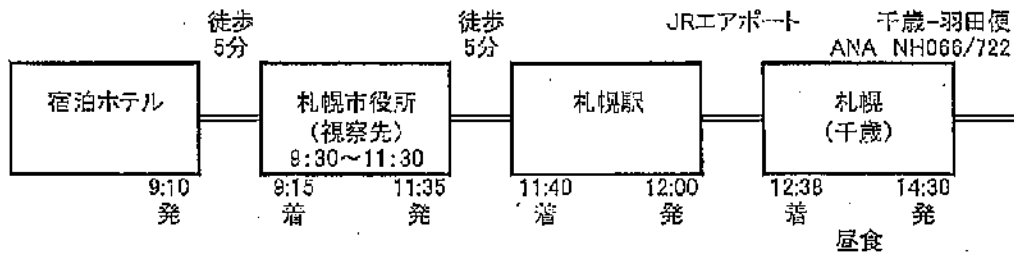 徒歩
5分
徒歩
5分
JRエアポート
千歳-羽田便
ANA NH066/722
宿泊ホテル
札幌市役所
(視察先)
9:30~11:30
札幌駅
札幌
(千歳)
9:10
発
9:15
着
11:35
発
11:40
着
12:00
発
12:38
着
14:30
発
昼食